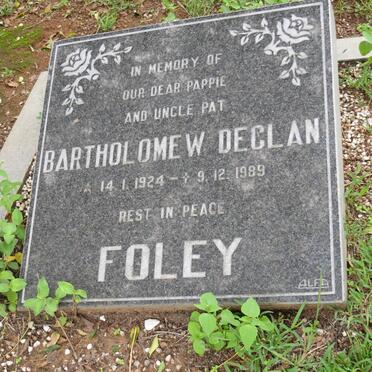 IN MEMORY OF
OUR DEAR PAPPIE
AND UNCLE PAT
BARTHOLOMEW DECLAN
* 14.1.1924 - † 9.12.1989
REST IN PEACE
FOLEY
ALFA